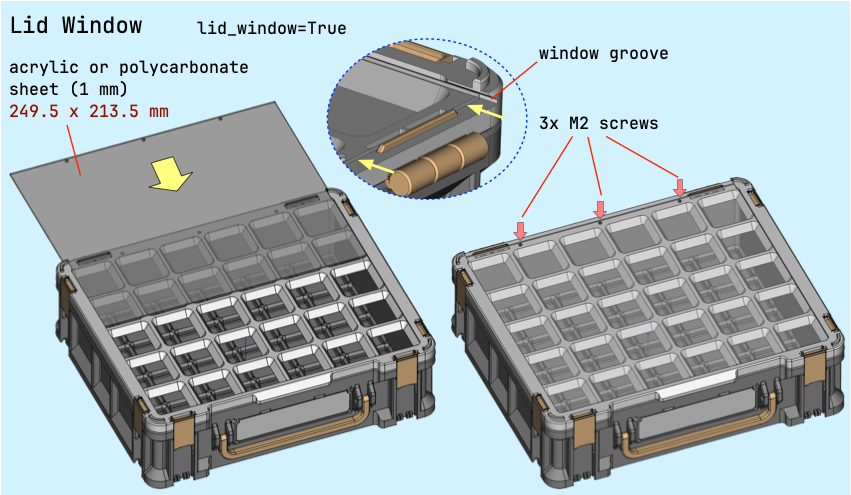 Lid Window
lid_window=True
acrylic or polycarbonate
sheet (1 mm)
249.5 x 213.5 mm
window groove
3x M2 screws